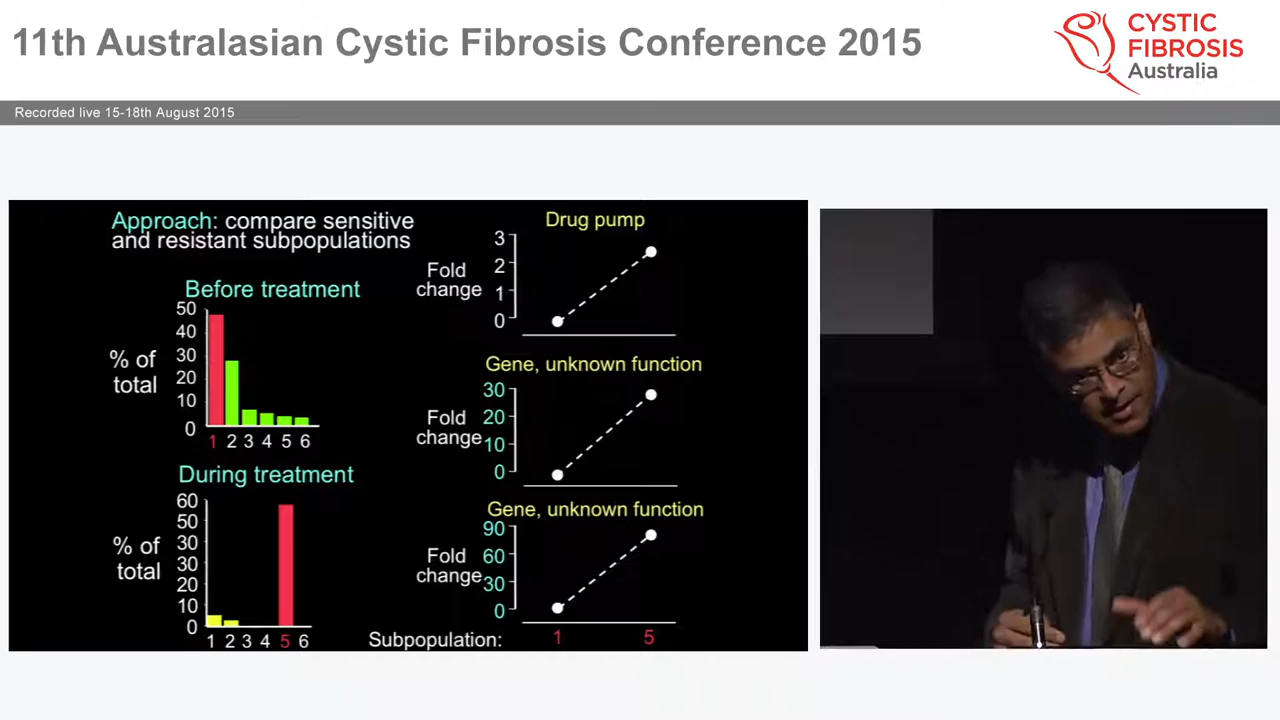 11th Australasian Cystic Fibrosis Conference 2015
CYSTIC
FIBROSIS
Australia
Recorded live 15-18th August 2015
Approach: compare sensitive
and resistant subpopulations
Before treatment
50
40
30
20
10
0
% of
total
1 2 3 4 5 6
During treatment
60
50
30
30
20
10
0
% of
total
1 2 3 4 5 6
Drug pump
3
2
1
0
Fold
change
Gene, unknown function
30
20
10
0
Fold
change
Gene, unknown function
90
60
30
0
Fold
change
Subpopulation: 1 5